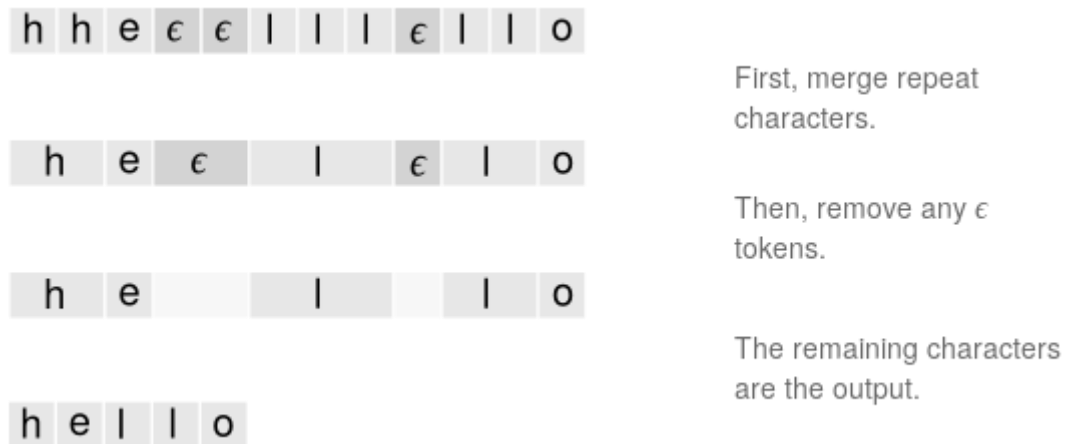 h h e ϵ ϵ l l l ϵ l l o
First, merge repeat
characters.
h e ϵ l ϵ l o
Then, remove any ϵ
tokens.
h e l l o
The remaining characters
are the output.
h e l l o